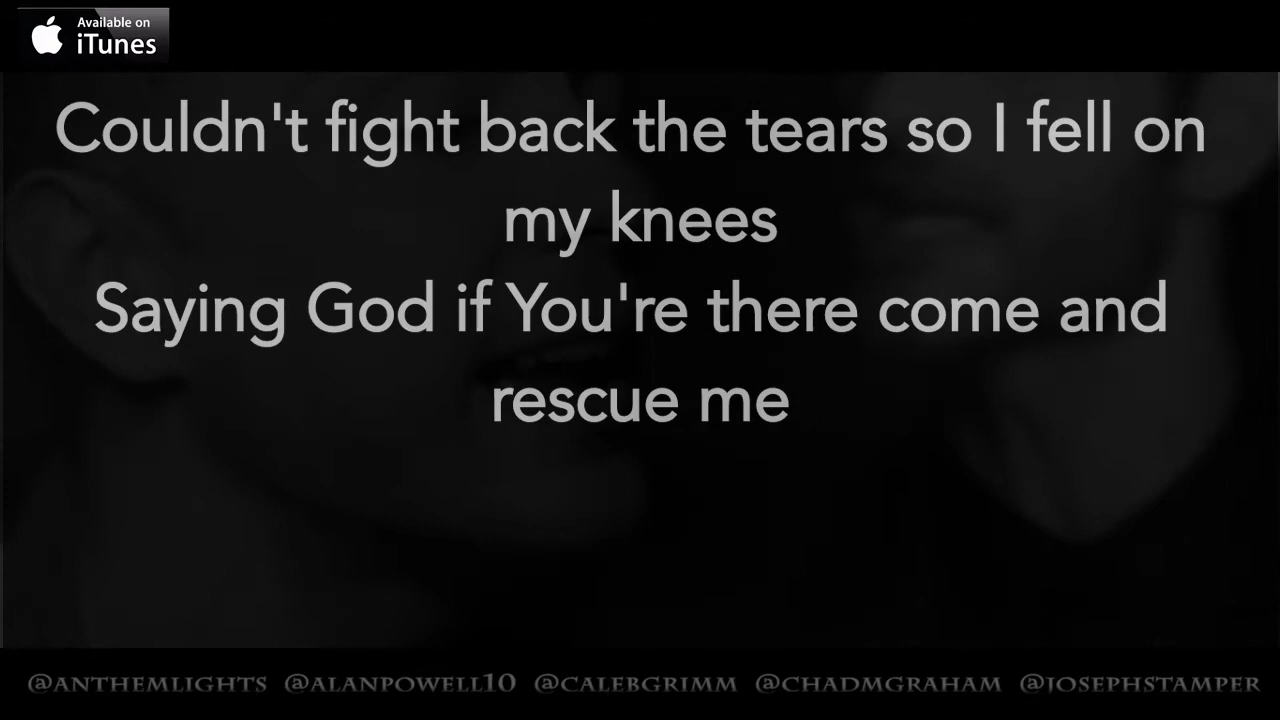 Available on
iTunes
Couldn't fight back the tears so I fell on
my knees
Saying God if You're there come and
rescue me
@ANTHEMLIGHTS @ALANPOWELL10 @CALEBGRIMM @CHADMGRAHAM @JOSEPHSTAMPER